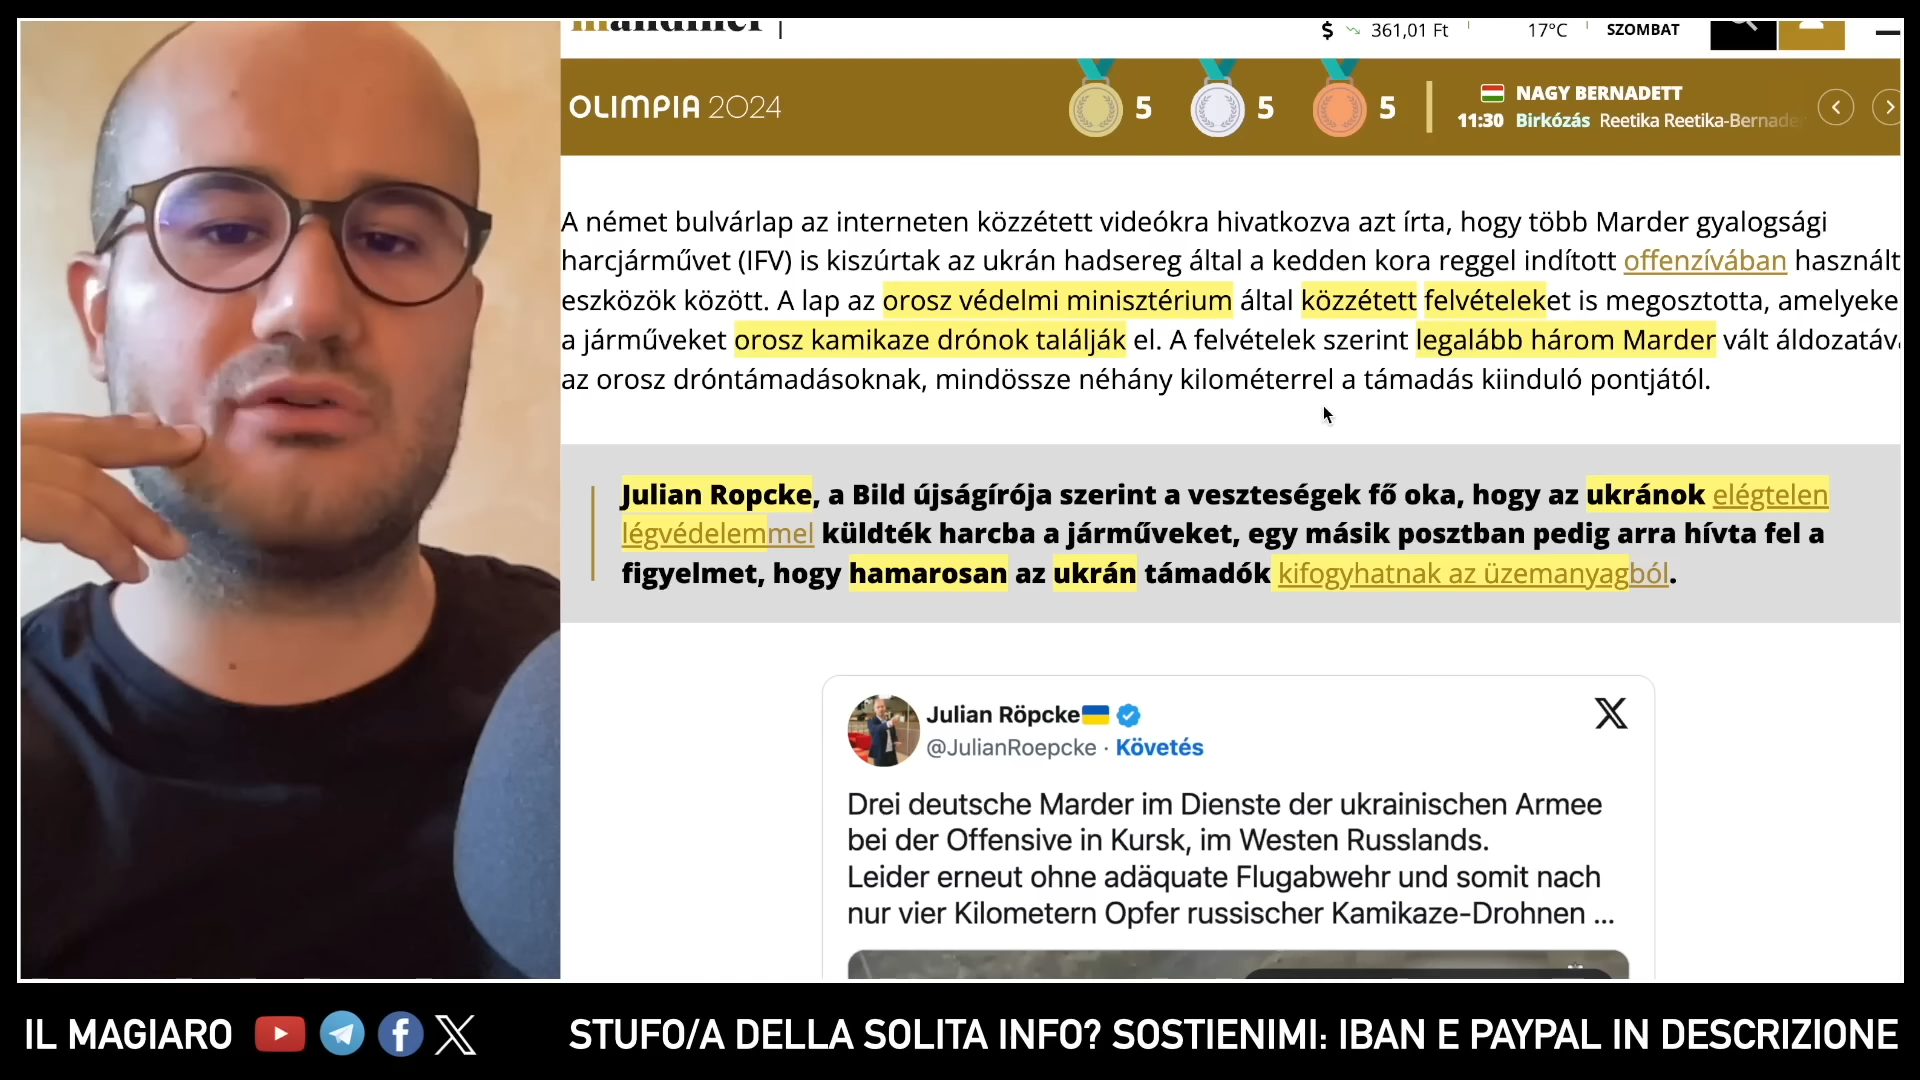 mandiner
$ 361,01 Ft 17°C SZOMBAT
OLIMPIA 2024 5 5 5
NAGY BERNADETT
11:30 Birkózás Reetika Reetika-Bernade
A német bulvárlap az interneten közzétett videókra hivatkozva azt írta, hogy több Marder gyalogsági
harcjárművet (IFV) is kiszúrtak az ukrán hadsereg által a kedden kora reggel indított offenzívában használt
eszközök között. A lap az orosz védelmi minisztérium által közzétett felvételeket is megosztotta, amelyeke
a járműveket orosz kamikaze drónok találják el. A felvételek szerint legalább három Marder vált áldozatáv
az orosz dróntámadásoknak, mindössze néhány kilométerrel a támadás kiinduló pontjától.
Julian Ropcke, a Bild újságírója szerint a veszteségek fő oka, hogy az ukránok elégtelen
légvédelemmel küldték harcba a járműveket, egy másik posztban pedig arra hívta fel a
figyelmet, hogy hamarosan az ukrán támadók kifogyhatnak az üzemanyagból.
Julian Röpcke
@JulianRoepcke · Követés
Drei deutsche Marder im Dienste der ukrainischen Armee
bei der Offensive in Kursk, im Westen Russlands.
Leider erneut ohne adäquate Flugabwehr und somit nach
nur vier Kilometern Opfer russischer Kamikaze-Drohnen ...
IL MAGIARO STUFO/A DELLA SOLITA INFO? SOSTIENIMI: IBAN E PAYPAL IN DESCRIZIONE